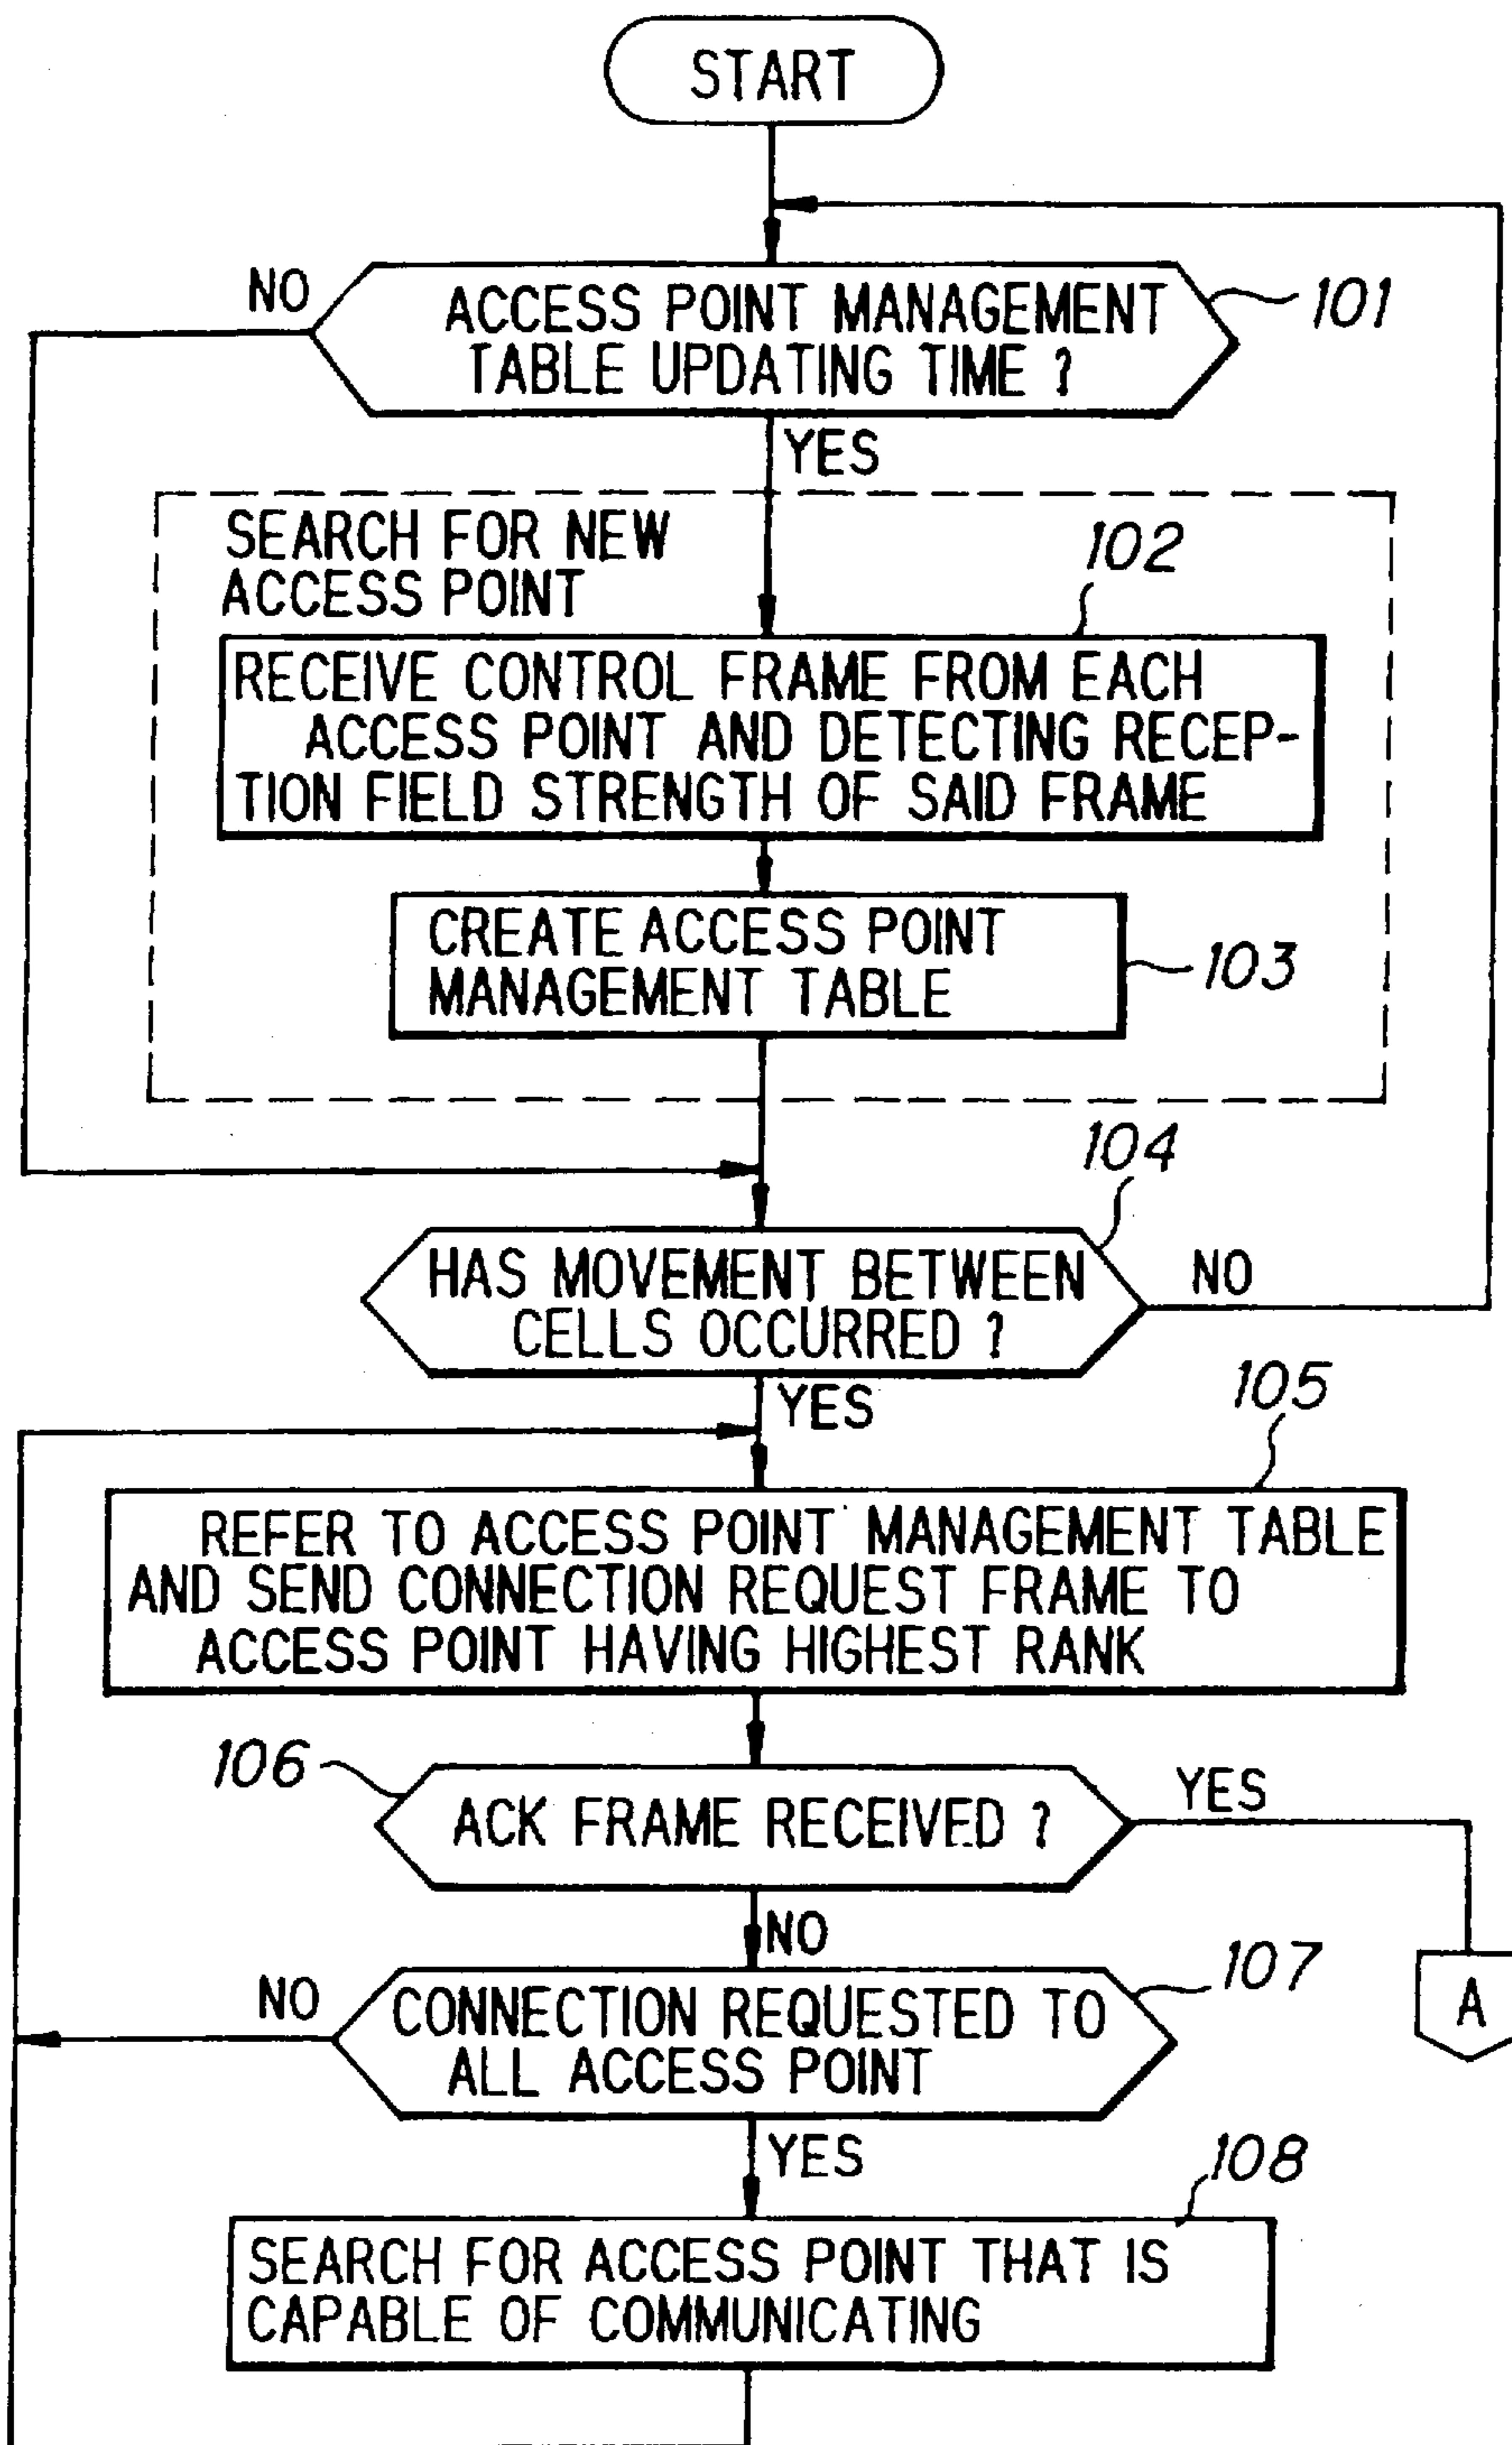 START
NO
ACCESS POINT MANAGEMENT
TABLE UPDATING TIME ?
101
YES
SEARCH FOR NEW
ACCESS POINT
102
RECEIVE CONTROL FRAME FROM EACH
ACCESS POINT AND DETECTING RECEP-
TION FIELD STRENGTH OF SAID FRAME
CREATE ACCESS POINT
MANAGEMENT TABLE
103
104
HAS MOVEMENT BETWEEN
CELLS OCCURRED ?
NO
YES
105
REFER TO ACCESS POINT MANAGEMENT TABLE
AND SEND CONNECTION REQUEST FRAME TO
ACCESS POINT HAVING HIGHEST RANK
106
ACK FRAME RECEIVED ?
YES
NO
107
NO
CONNECTION REQUESTED TO
ALL ACCESS POINT
A
YES
108
SEARCH FOR ACCESS POINT THAT IS
CAPABLE OF COMMUNICATING